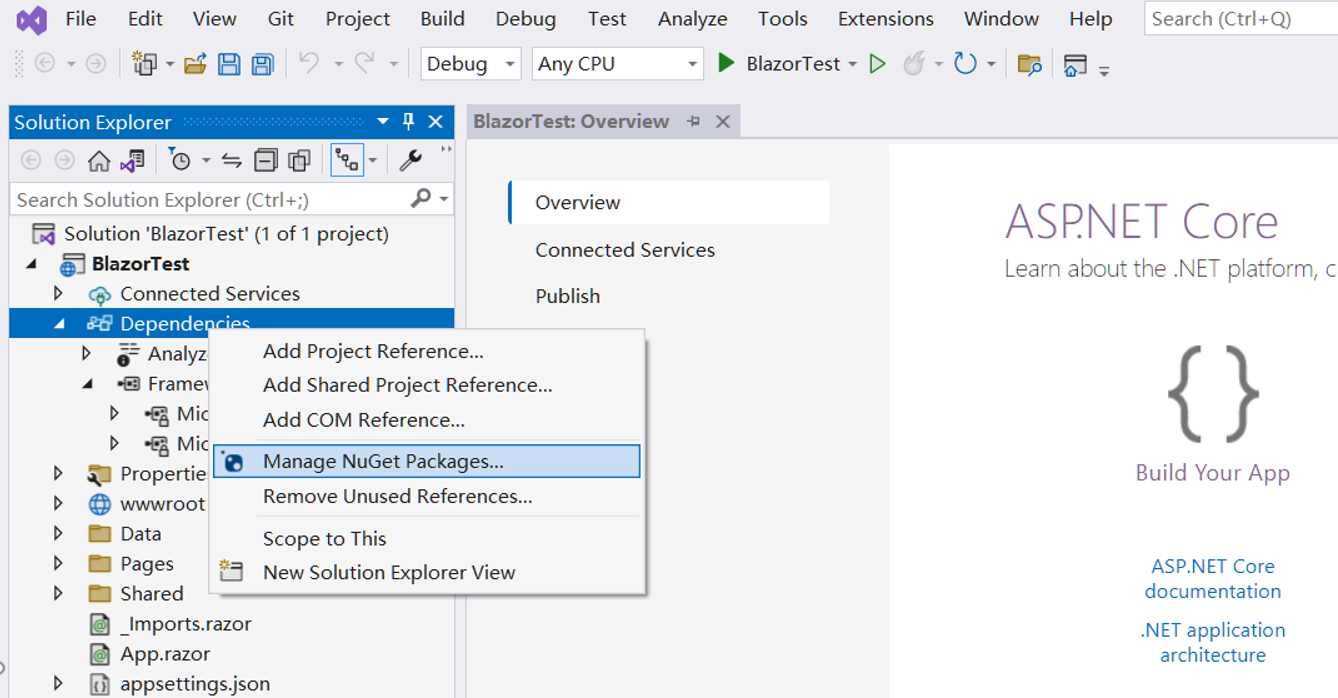 File Edit View Git Project Build Debug Test Analyze Tools Extensions Window Help Search (Ctrl+Q)
Debug Any CPU BlazorTest
Solution Explorer
BlazorTest: Overview
Search Solution Explorer (Ctrl+;)
Solution 'BlazorTest' (1 of 1 project)
BlazorTest
Connected Services
Dependencies
Analyz
Framew
Mic
Mic
Propertie
wwwroot
Data
Pages
Shared
_Imports.razor
App.razor
appsettings.json
Add Project Reference...
Add Shared Project Reference...
Add COM Reference...
Manage NuGet Packages...
Remove Unused References...
Scope to This
New Solution Explorer View
Overview
Connected Services
Publish
ASP.NET Core
Learn about the .NET platform, c
{ }
Build Your App
ASP.NET Core
documentation
.NET application
architecture